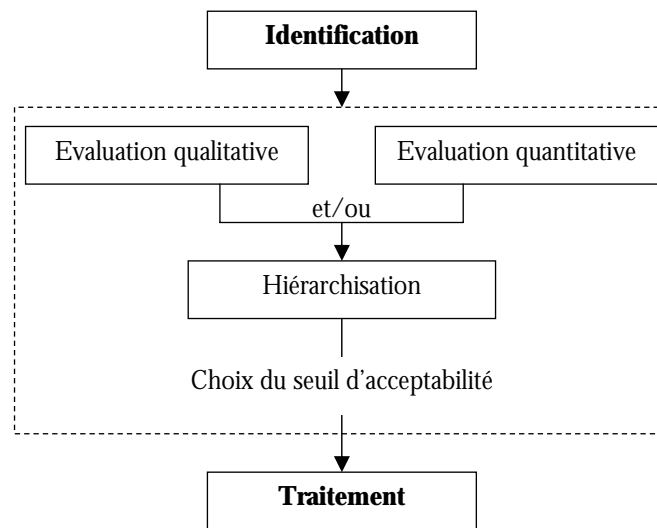 Identification
Evaluation qualitative
Evaluation quantitative
et/ou
Hiérarchisation
Choix du seuil d'acceptabilité
Traitement